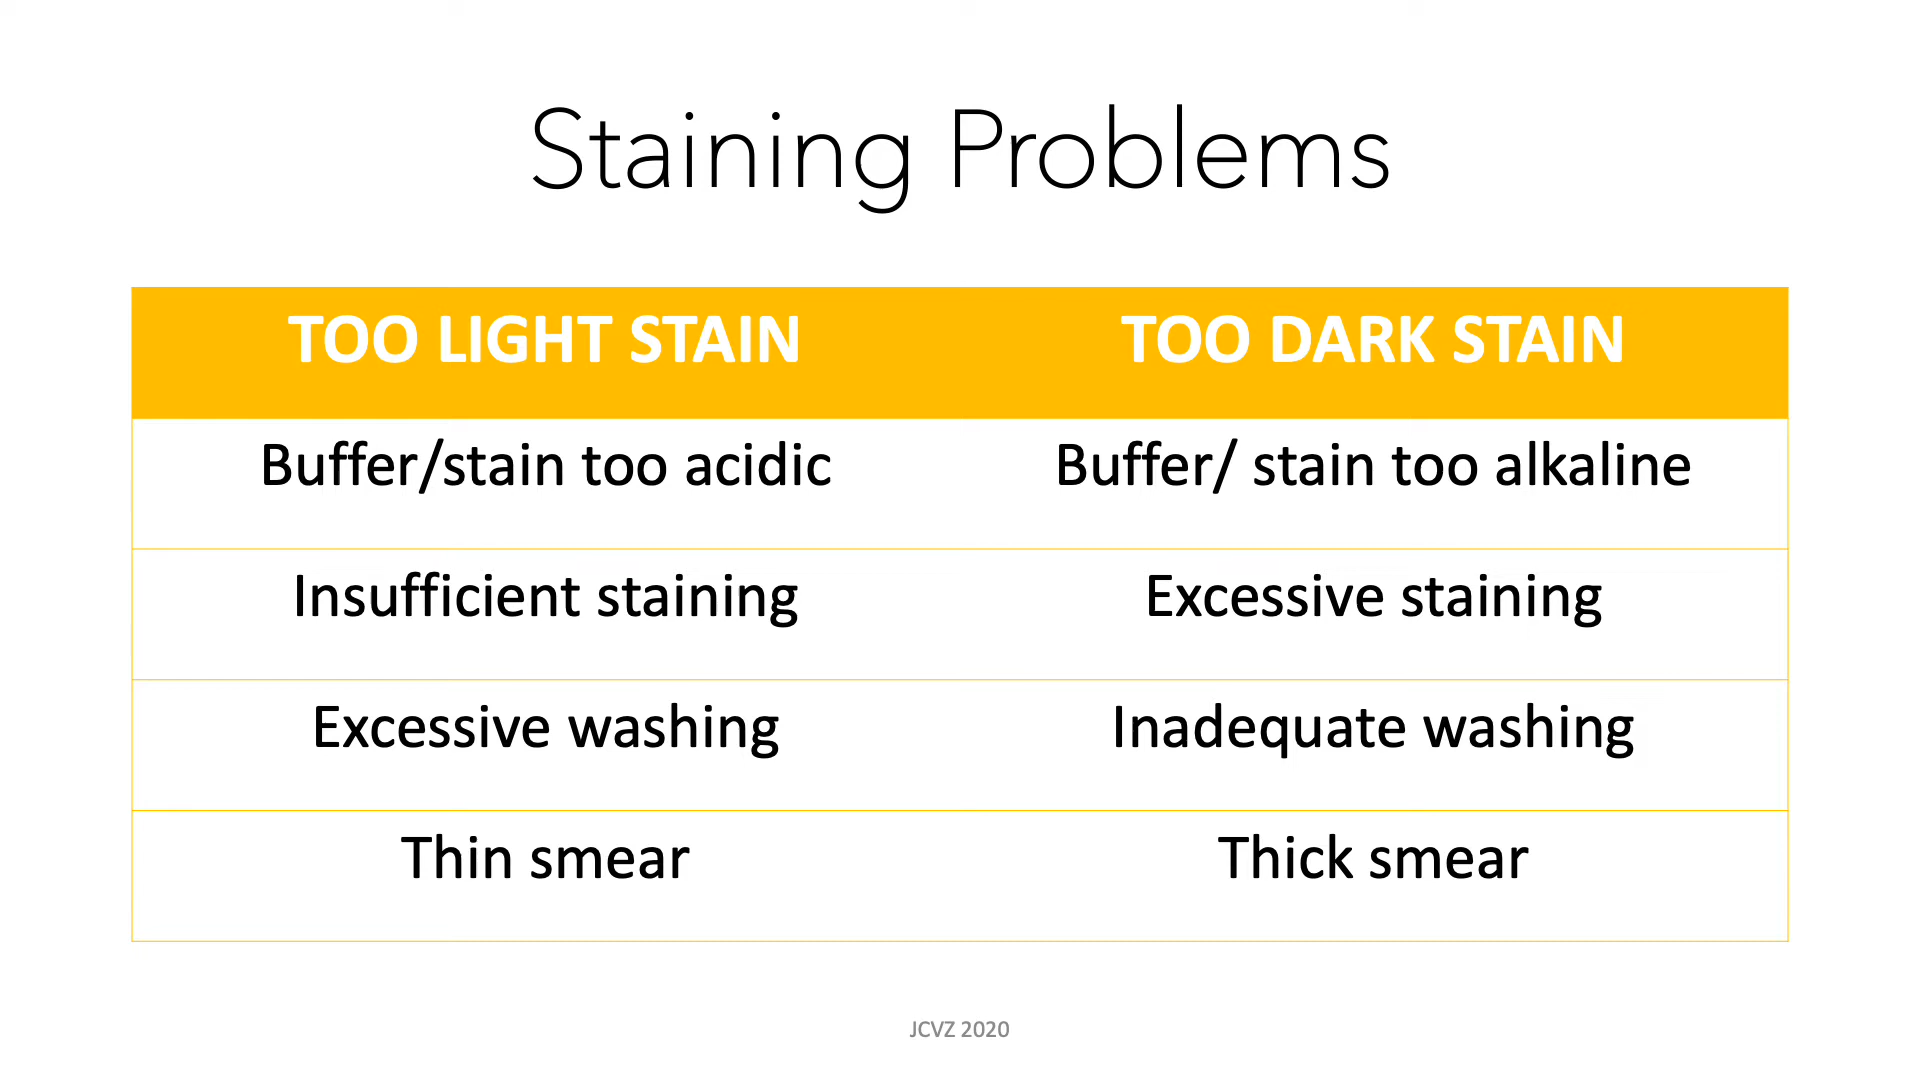 Staining Problems
TOO LIGHT STAIN TOO DARK STAIN
Buffer/stain too acidic Buffer/ stain too alkaline
Insufficient staining Excessive staining
Excessive washing Inadequate washing
Thin smear Thick smear
JCVZ 2020